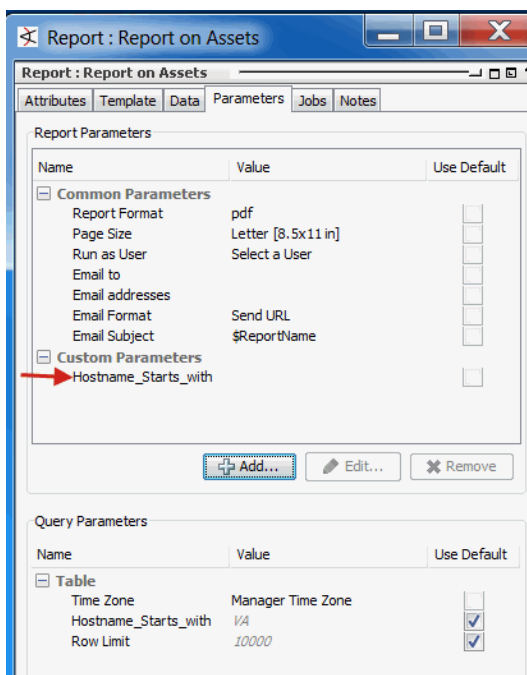 Report : Report on Assets
Report : Report on Assets
Attributes Template Data Parameters Jobs Notes
Report Parameters
Name Value Use Default
Common Parameters
Report Format pdf
Page Size Letter [8.5x11 in]
Run as User Select a User
Email to
Email addresses
Email Format Send URL
Email Subject $ReportName
Custom Parameters
Hostname_Starts_with
Add... Edit... Remove
Query Parameters
Name Value Use Default
Table
Time Zone Manager Time Zone
Hostname_Starts_with VA
Row Limit 10000